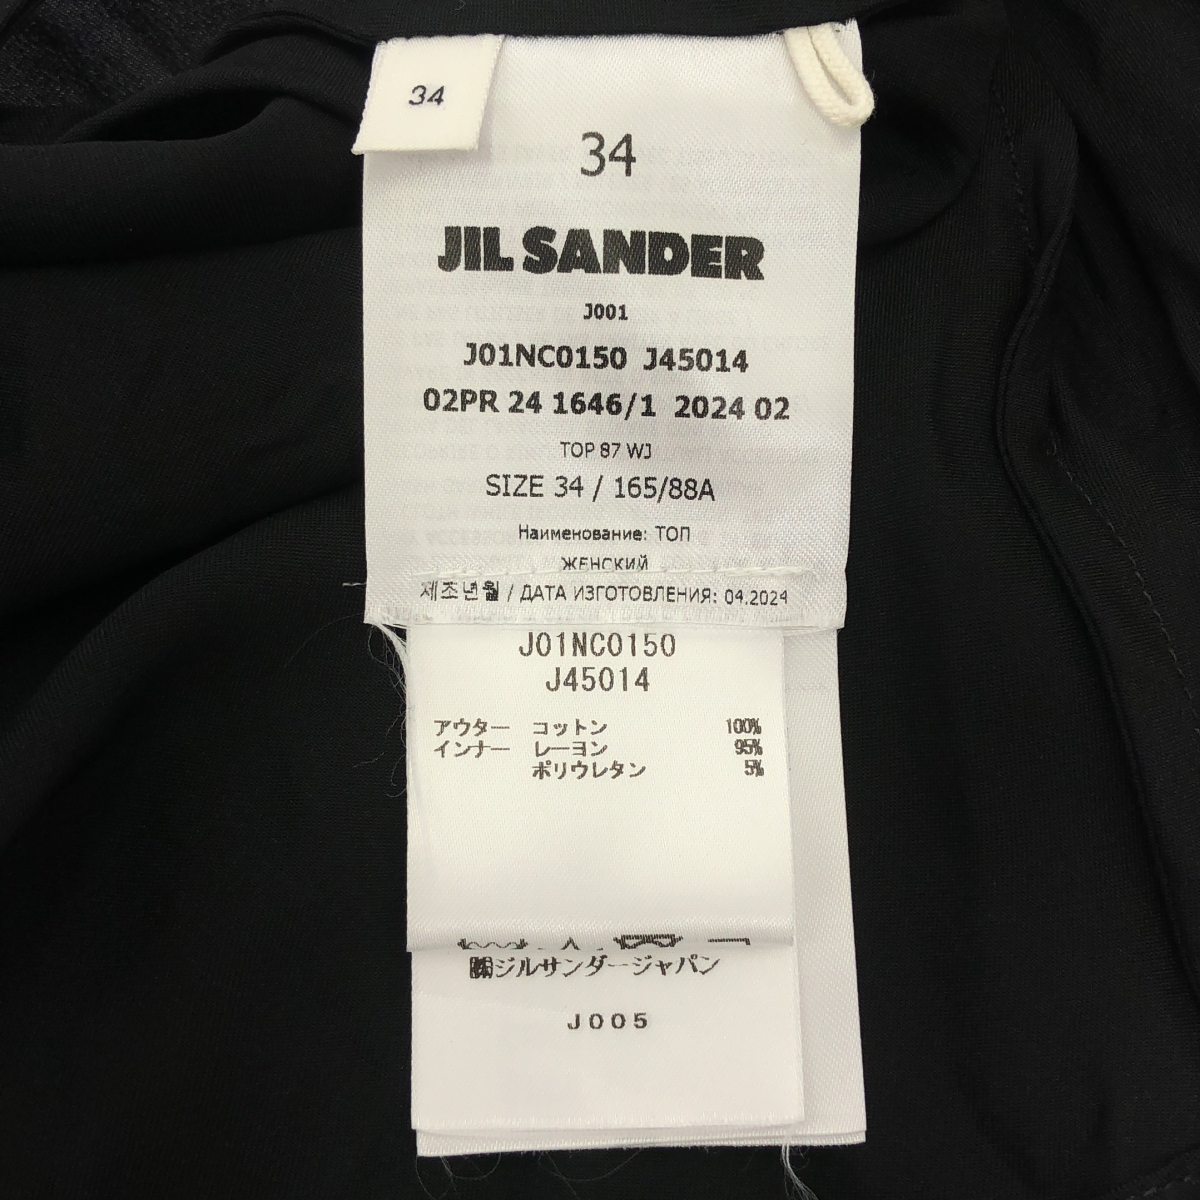 34
34
JIL SANDER
J001
J01NC0150 J45014
02PR 24 1646/1 2024 02
TOP 87 WJ
SIZE 34 / 165/88A
Наименование: ТОП
ЖЕНСКИЙ
제조년월 / ДАТА ИЗГОТОВЛЕНИЯ: 04.2024
J01NC0150
J45014
アウター コットン 100%
インナー レーヨン 95%
ポリウレタン 5%
㈱ジルサンダージャパン
J005